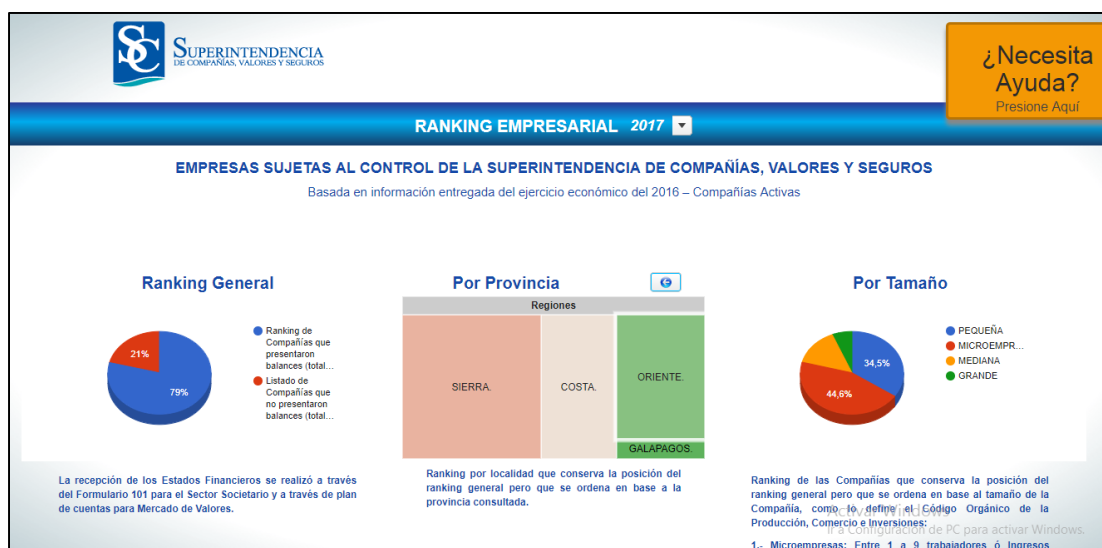 SC
SUPERINTENDENCIA
DE COMPAÑÍAS, VALORES Y SEGUROS
¿Necesita
Ayuda?
Presione Aquí
RANKING EMPRESARIAL 2017
EMPRESAS SUJETAS AL CONTROL DE LA SUPERINTENDENCIA DE COMPAÑÍAS, VALORES Y SEGUROS
Basada en información entregada del ejercicio económico del 2016 – Compañías Activas
Ranking General
21%
79%
Ranking de
Compañías que
presentaron
balances (total...
Listado de
Compañías que
no presentaron
balances (total...
La recepción de los Estados Financieros se realizó a través
del Formulario 101 para el Sector Societario y a través de plan
de cuentas para Mercado de Valores.
Por Provincia
Regiones
SIERRA.
COSTA.
ORIENTE.
GALAPAGOS.
Ranking por localidad que conserva la posición del
ranking general pero que se ordena en base a la
provincia consultada.
Por Tamaño
34,5%
44,6%
PEQUEÑA
MICROEMPR...
MEDIANA
GRANDE
Ranking de las Compañías que conserva la posición del
ranking general pero que se ordena en base al tamaño de la
Compañía, como lo define el Código Orgánico de la
Producción, Comercio e Inversiones:
1.- Microempresas: Entre 1 a 9 trabajadores ó Ingresos
Activar Windows
Ir a Configuración de PC para activar Windows.